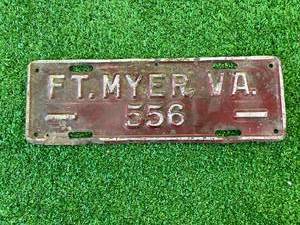 FT. MYER, VA.
556